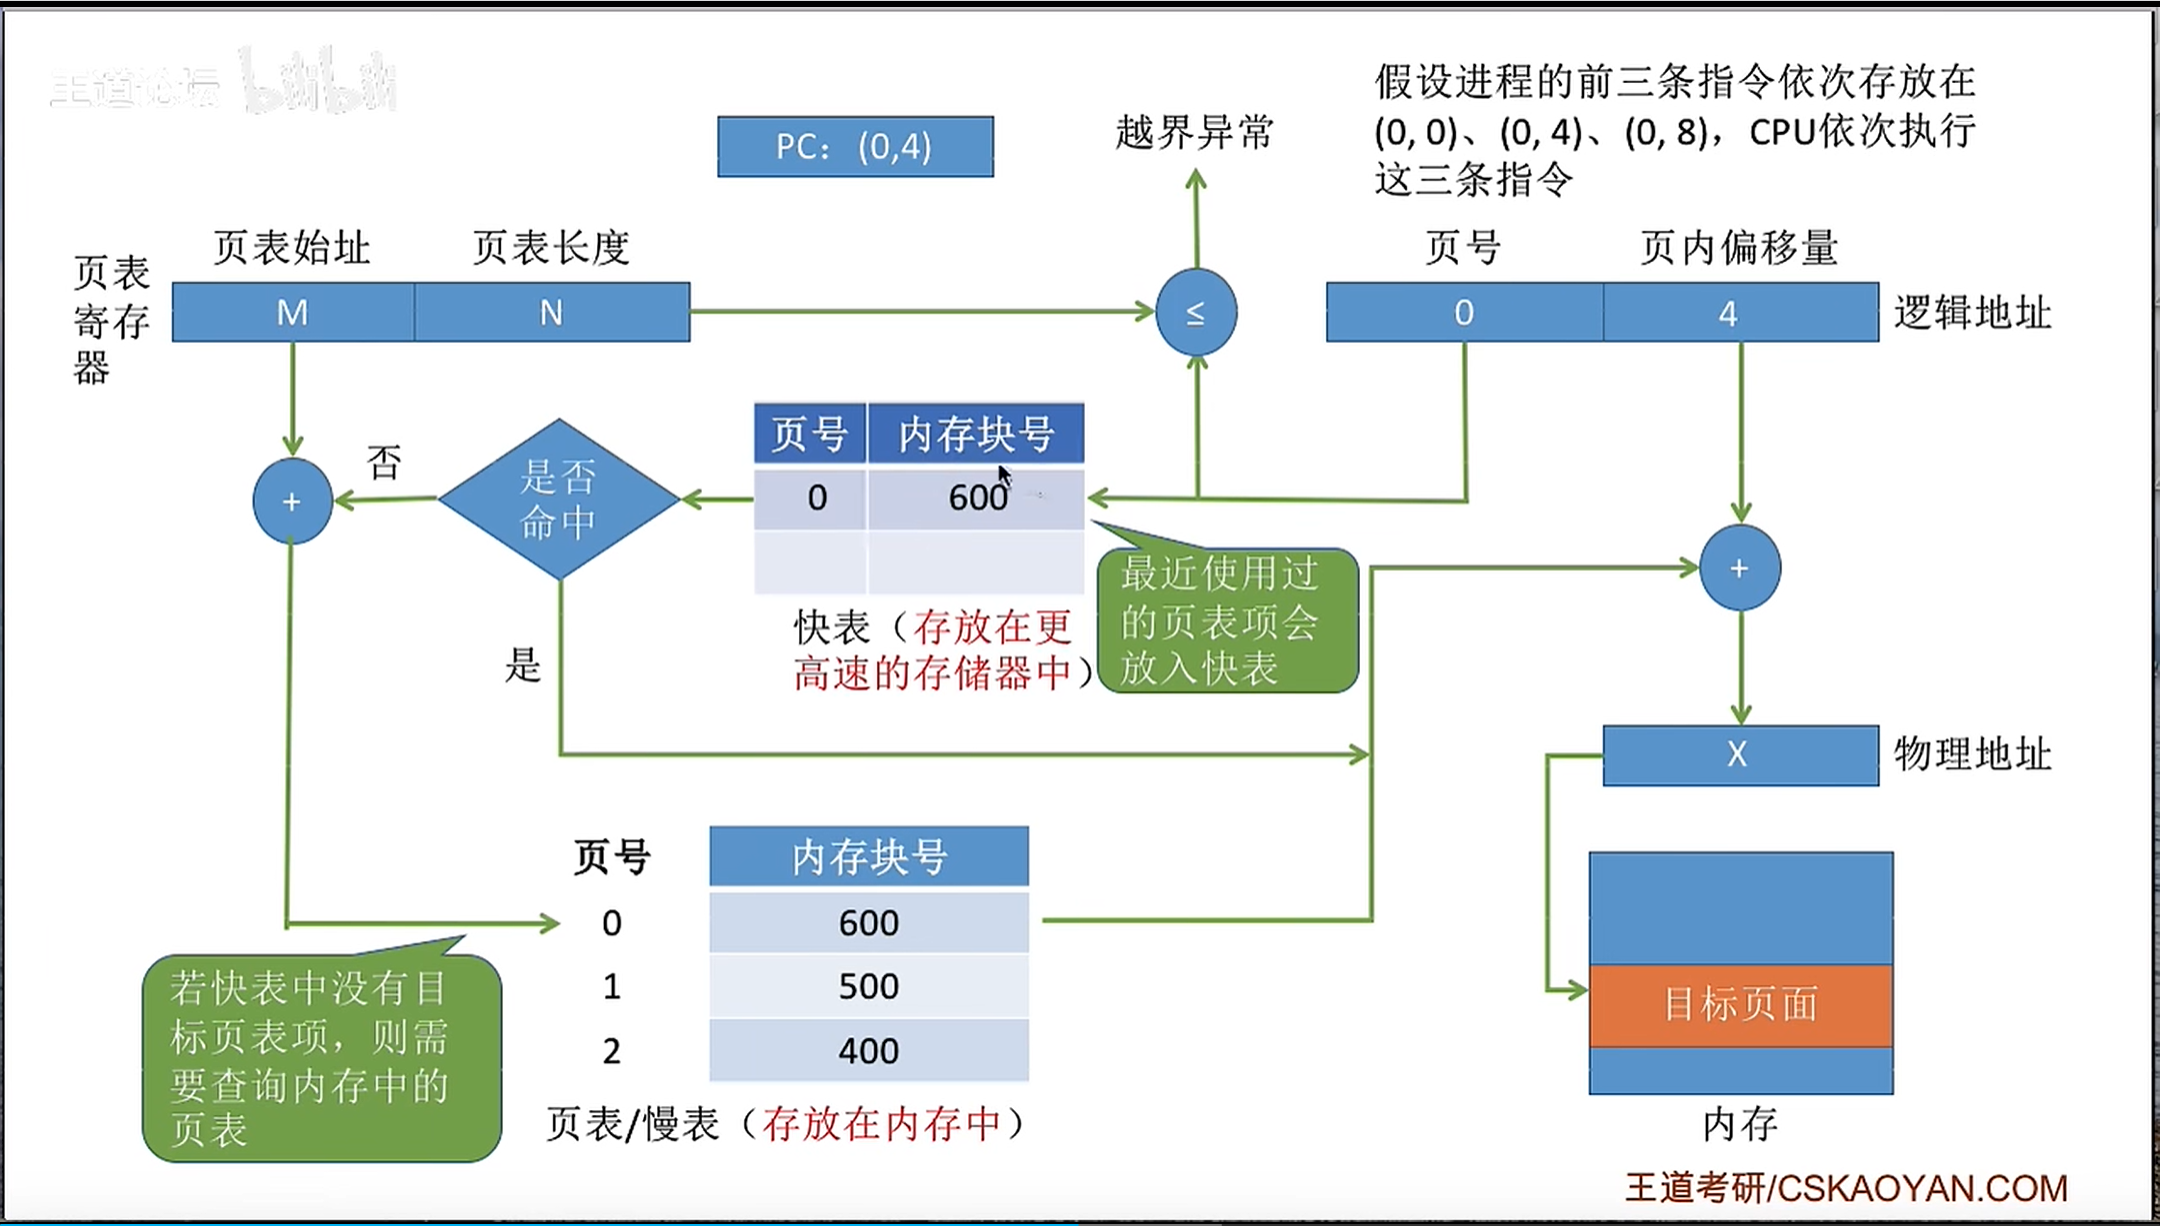 王道论坛 bilibili
假设进程的前三条指令依次存放在
(0, 0)、(0, 4)、(0, 8)，CPU依次执行
这三条指令
PC： (0,4)
越界异常
页表始址 页表长度
页表
寄存
器
M N
≤
页号 页内偏移量
0 4 逻辑地址
+
否
是否
命中
页号 内存块号
0 600
最近使用过
的页表项会
放入快表
快表（存放在更
高速的存储器中）
是
+
X 物理地址
页号 内存块号
0 600
1 500
2 400
页表/慢表（存放在内存中）
若快表中没有目
标页表项，则需
要查询内存中的
页表
目标页面
内存
王道考研/CSKAOYAN.COM